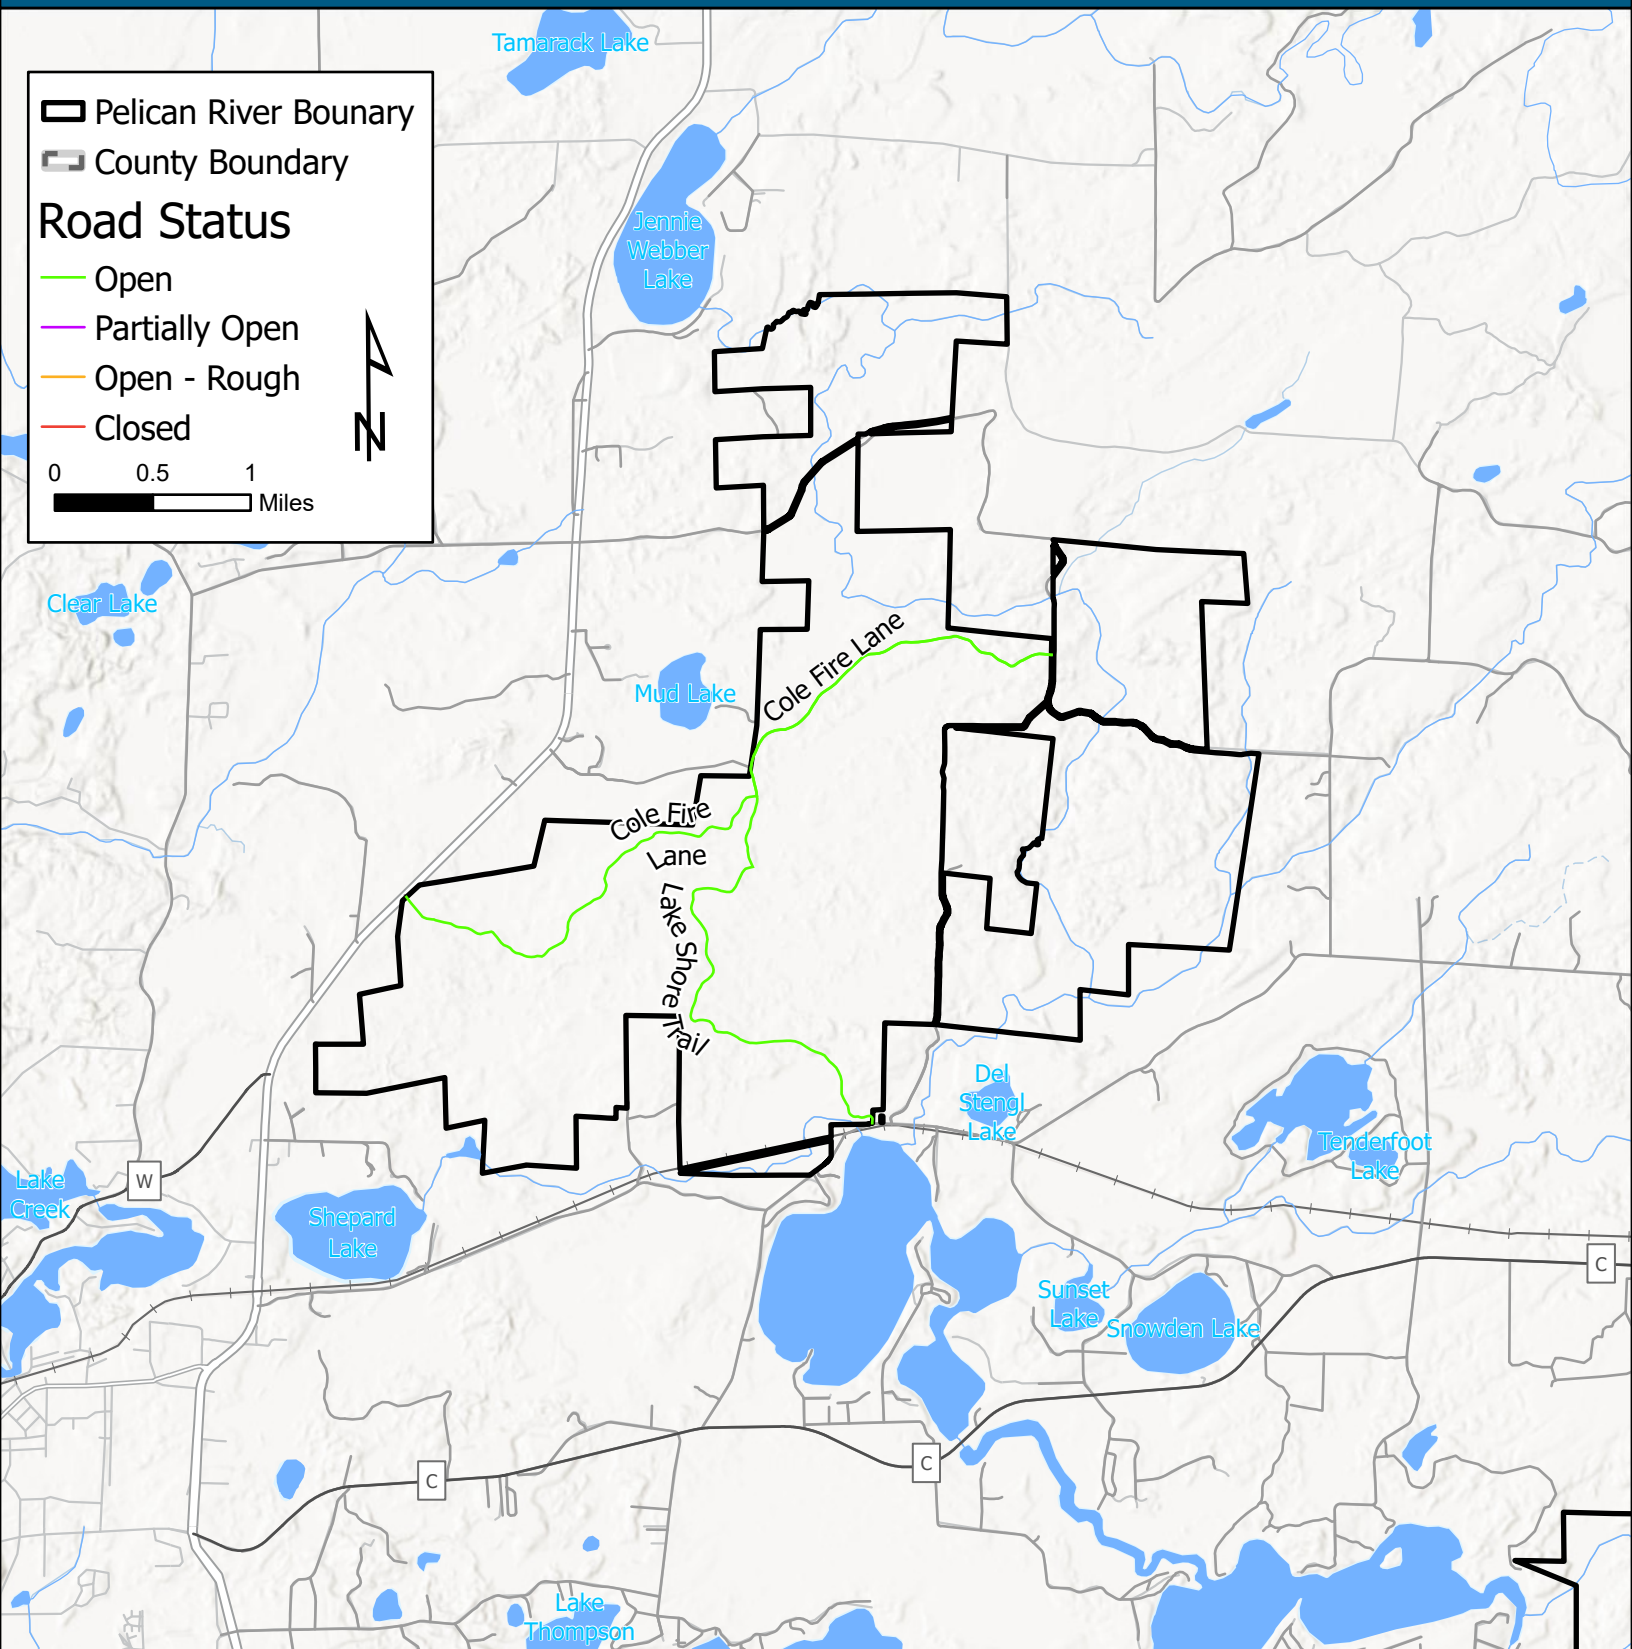 Tamarack Lake
Pelican River Bounary
County Boundary
Road Status
Open
Partially Open
Open - Rough
Closed
N
0 0.5 1
Miles
Jennie
Webber
Lake
Clear Lake
Mud Lake
Cole Fire Lane
Cole Fire
Lane
Lake Shore Trail
Del
Stengl
Lake
Tenderfoot
Lake
W
Lake
Creek
Shepard
Lake
Sunset
Lake
Snowden Lake
C
C
C
Lake
Thompson